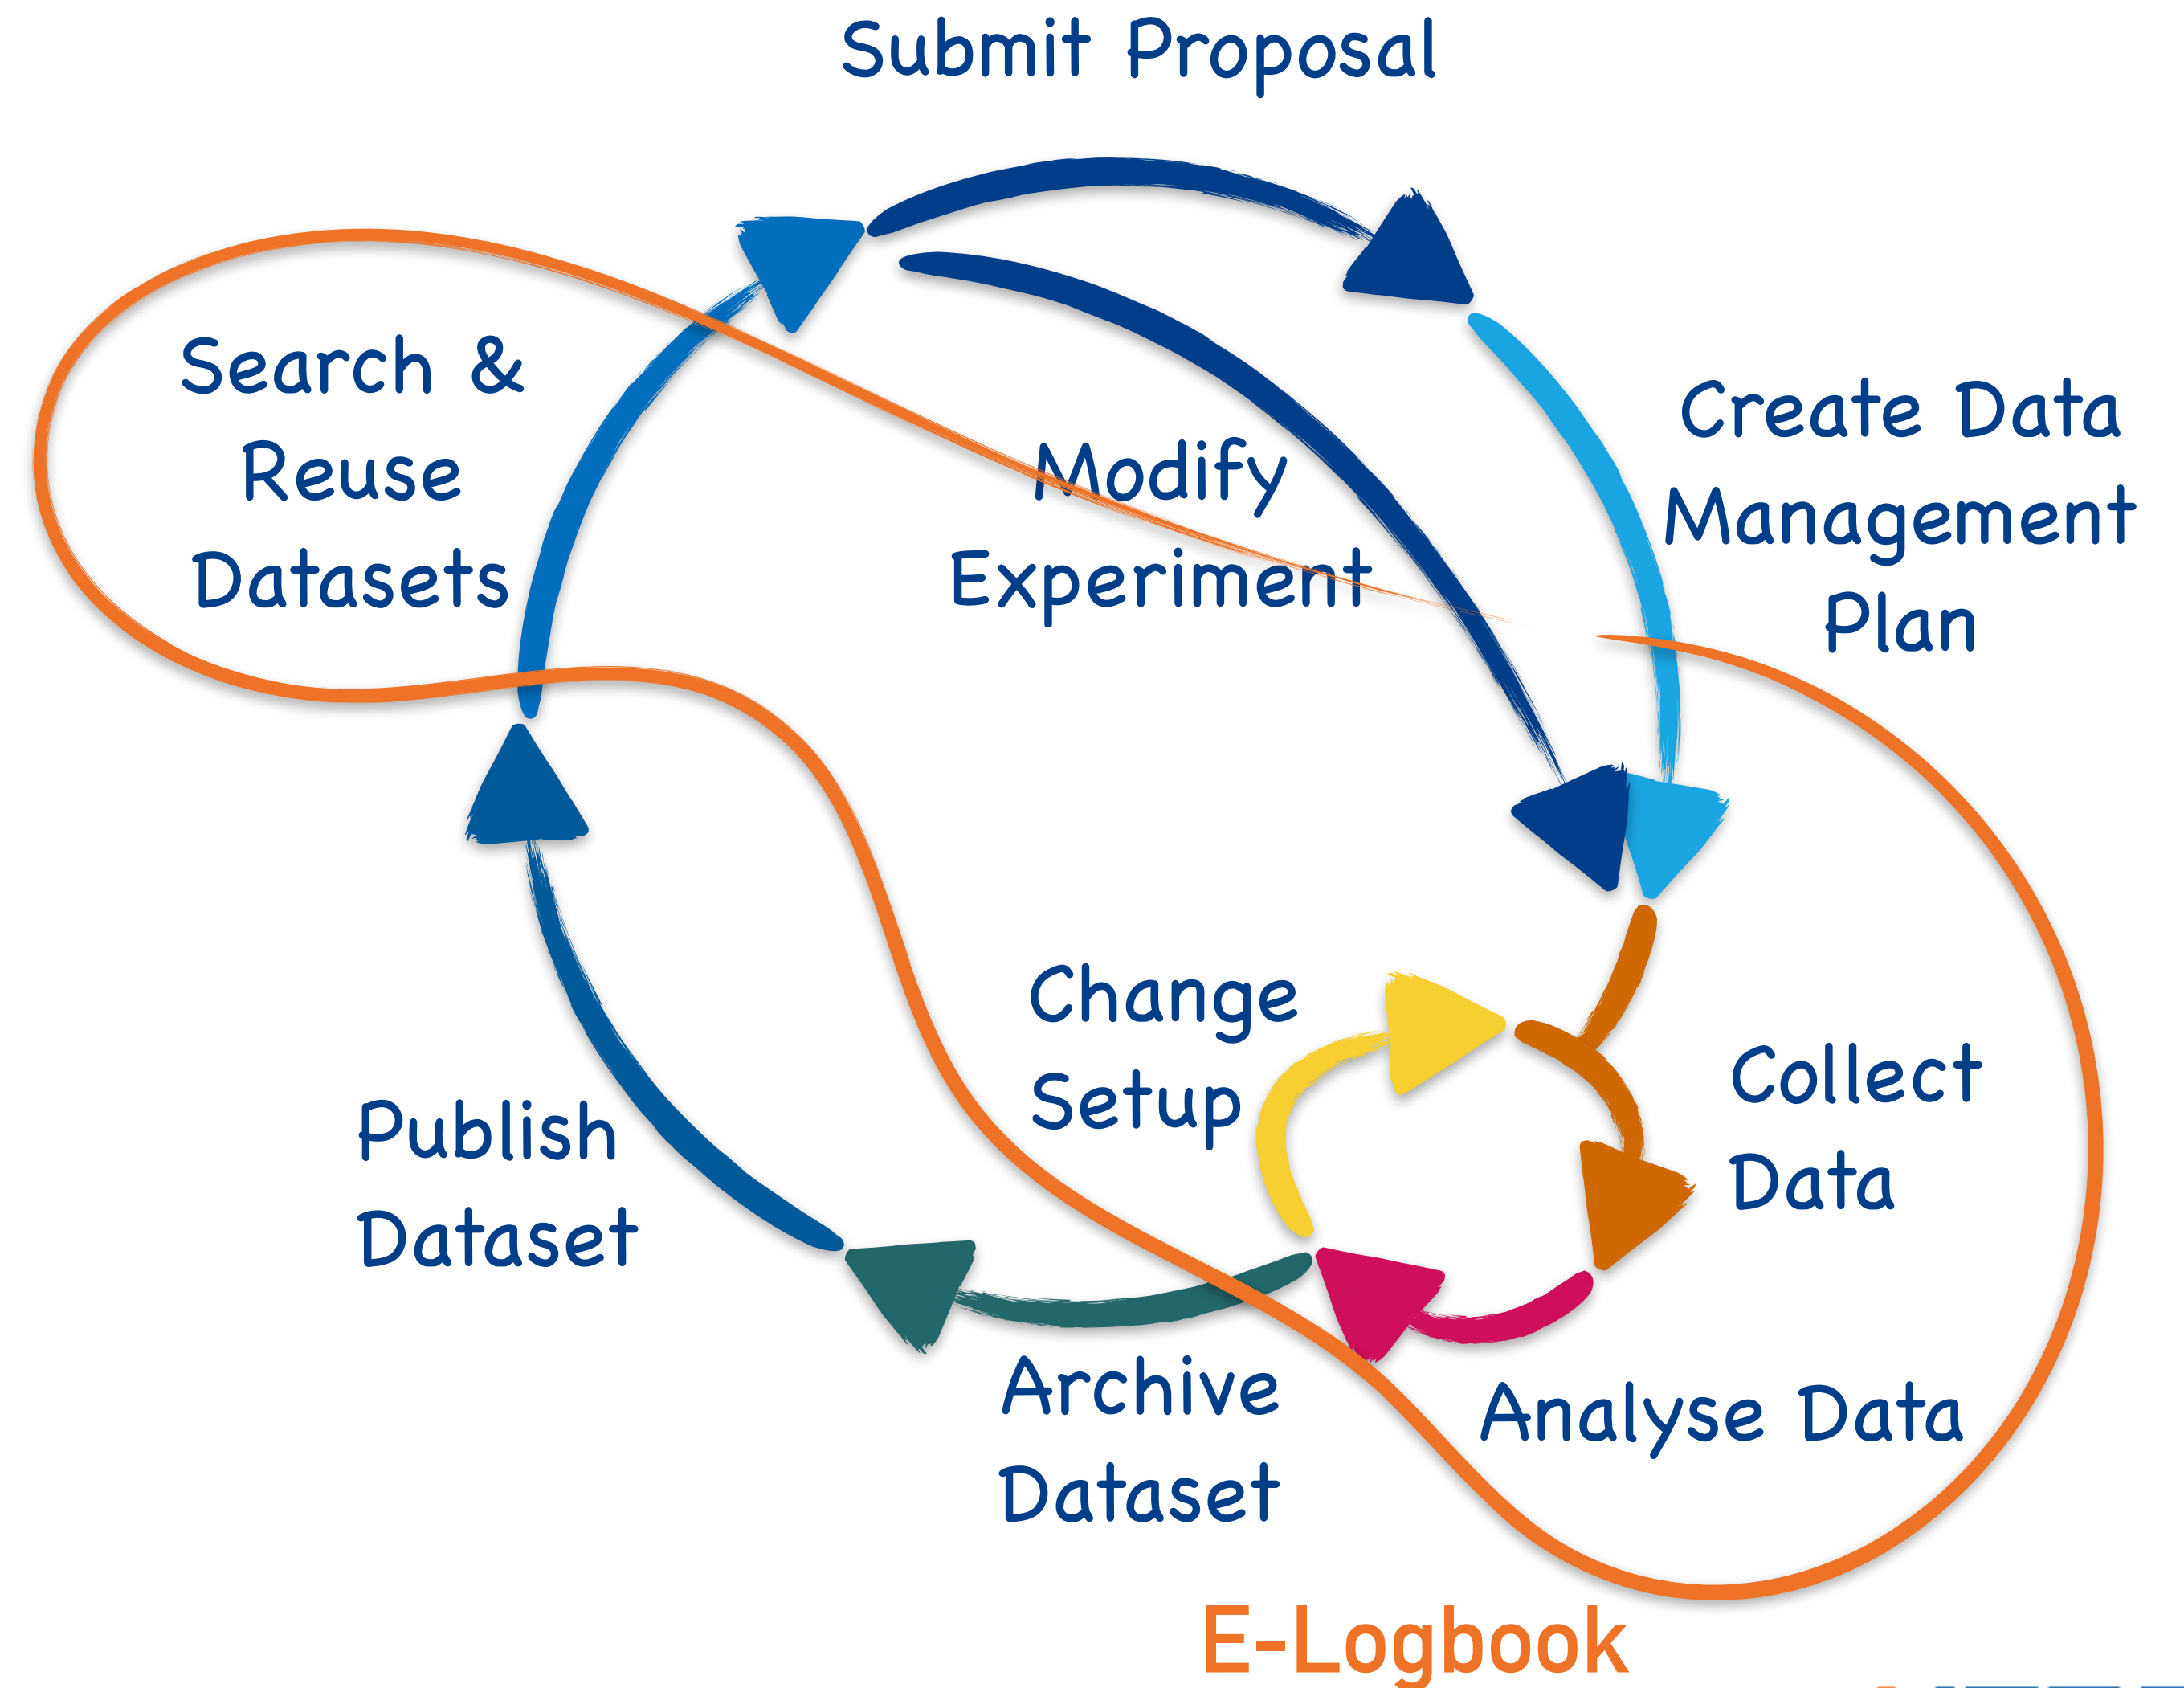 Submit Proposal
Search &
Reuse
Datasets
Modify
Experiment
Create Data
Management
Plan
Change
Setup
Collect
Data
Publish
Dataset
Archive
Dataset
Analyse Data
E-Logbook